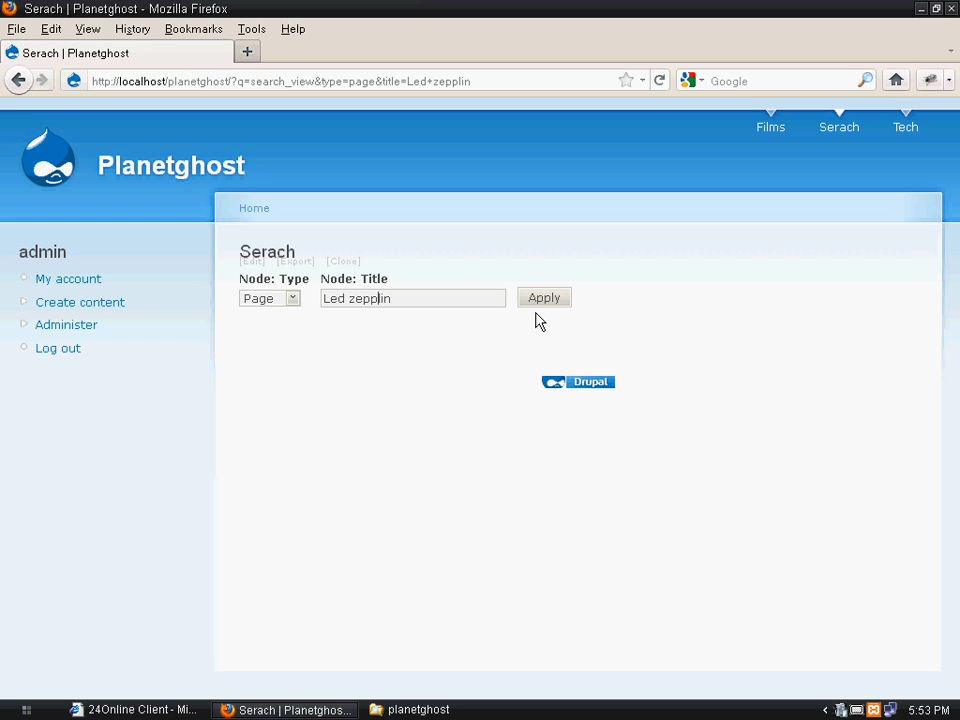 Serach | Planetghost - Mozilla Firefox
File Edit View History Bookmarks Tools Help
Serach | Planetghost
http://localhost/planetghost/?q=search_view&type=page&title=Led+zepplin
Google
Films Serach Tech
Planetghost
Home
admin
My account
Create content
Administer
Log out
Serach
[Edit] [Export] [Clone]
Node: Type Node: Title
Page Led zepplin Apply
Drupal
24Online Client - Mi... Serach | Planetghos... planetghost 5:53 PM